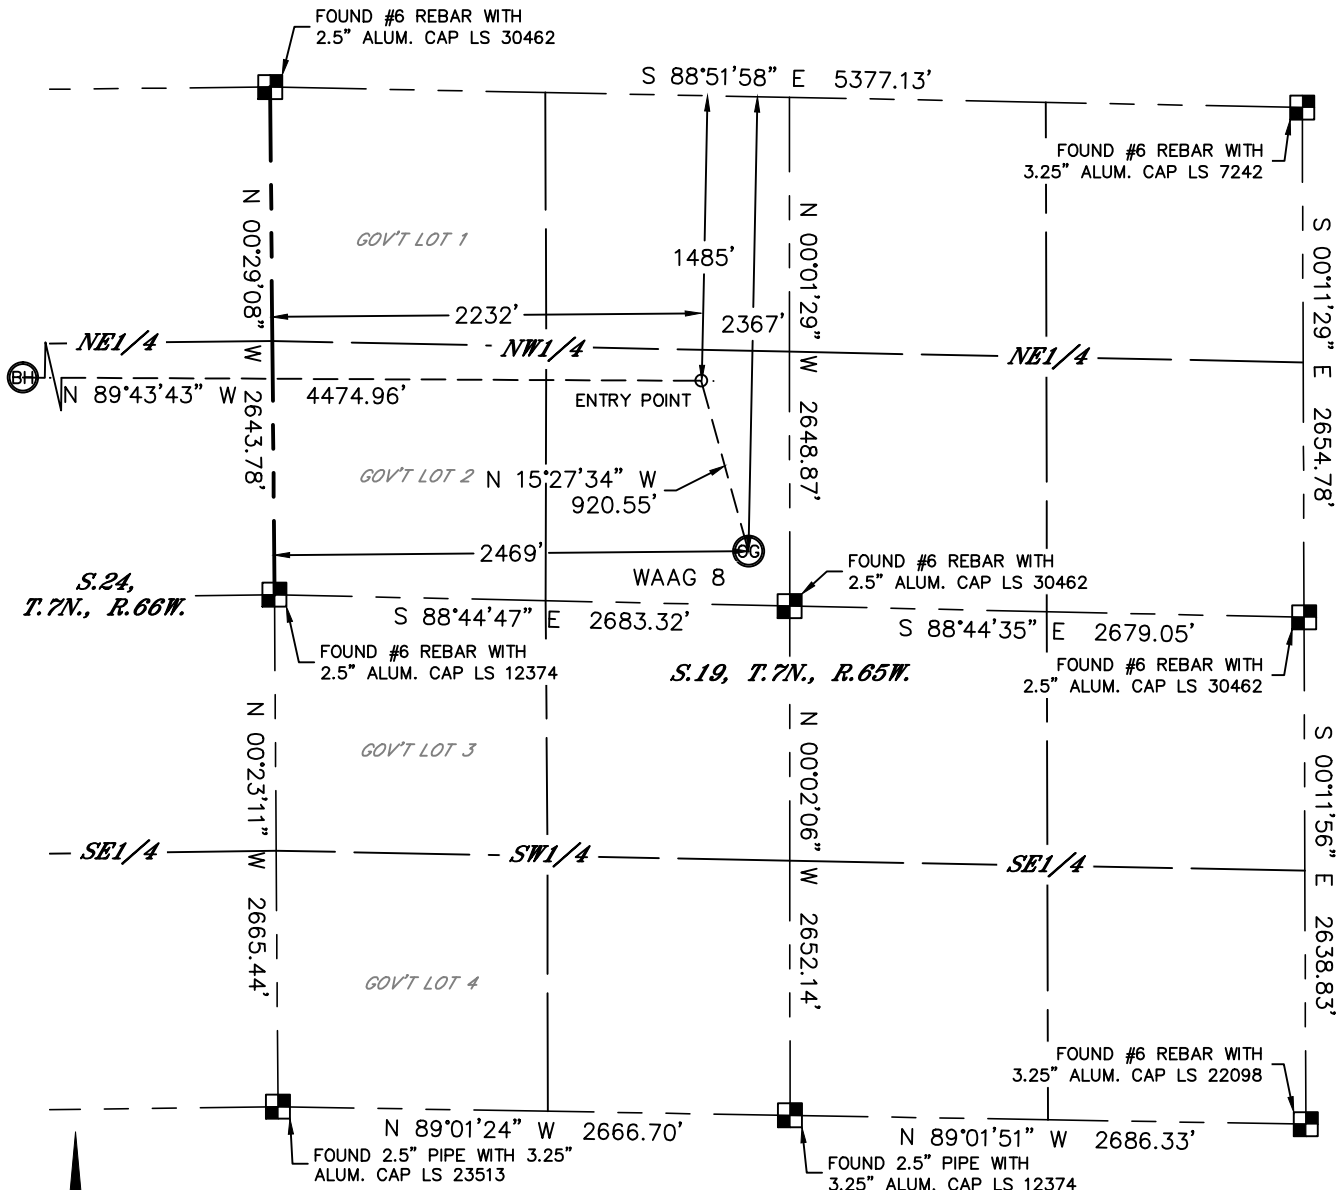 FOUND #6 REBAR WITH
2.5" ALUM. CAP LS 30462
S 88°51'58" E 5377.13'
FOUND #6 REBAR WITH
3.25" ALUM. CAP LS 7242
N 00°29'08" W 2643.78'
GOV'T LOT 1
1485'
2367'
N 00°01'29" W 2648.87'
S 00°11'29" E 2654.78'
2232'
NE1/4
NW1/4
NE1/4
BH
N 89°43'43" W 4474.96'
ENTRY POINT
GOV'T LOT 2
N 15°27'34" W
920.55'
2469'
OG
WAAG 8
FOUND #6 REBAR WITH
2.5" ALUM. CAP LS 30462
S.24,
T.7N., R.66W.
S 88°44'47" E 2683.32'
S 88°44'35" E 2679.05'
FOUND #6 REBAR WITH
2.5" ALUM. CAP LS 12374
S.19, T.7N., R.65W.
FOUND #6 REBAR WITH
2.5" ALUM. CAP LS 30462
N 00°23'11" W 2665.44'
GOV'T LOT 3
N 00°02'06" W 2652.14'
S 00°11'56" E 2638.83'
SE1/4
SW1/4
SE1/4
GOV'T LOT 4
FOUND #6 REBAR WITH
3.25" ALUM. CAP LS 22098
N 89°01'24" W 2666.70'
N 89°01'51" W 2686.33'
FOUND 2.5" PIPE WITH 3.25"
ALUM. CAP LS 23513
FOUND 2.5" PIPE WITH
3.25" ALUM. CAP LS 12374